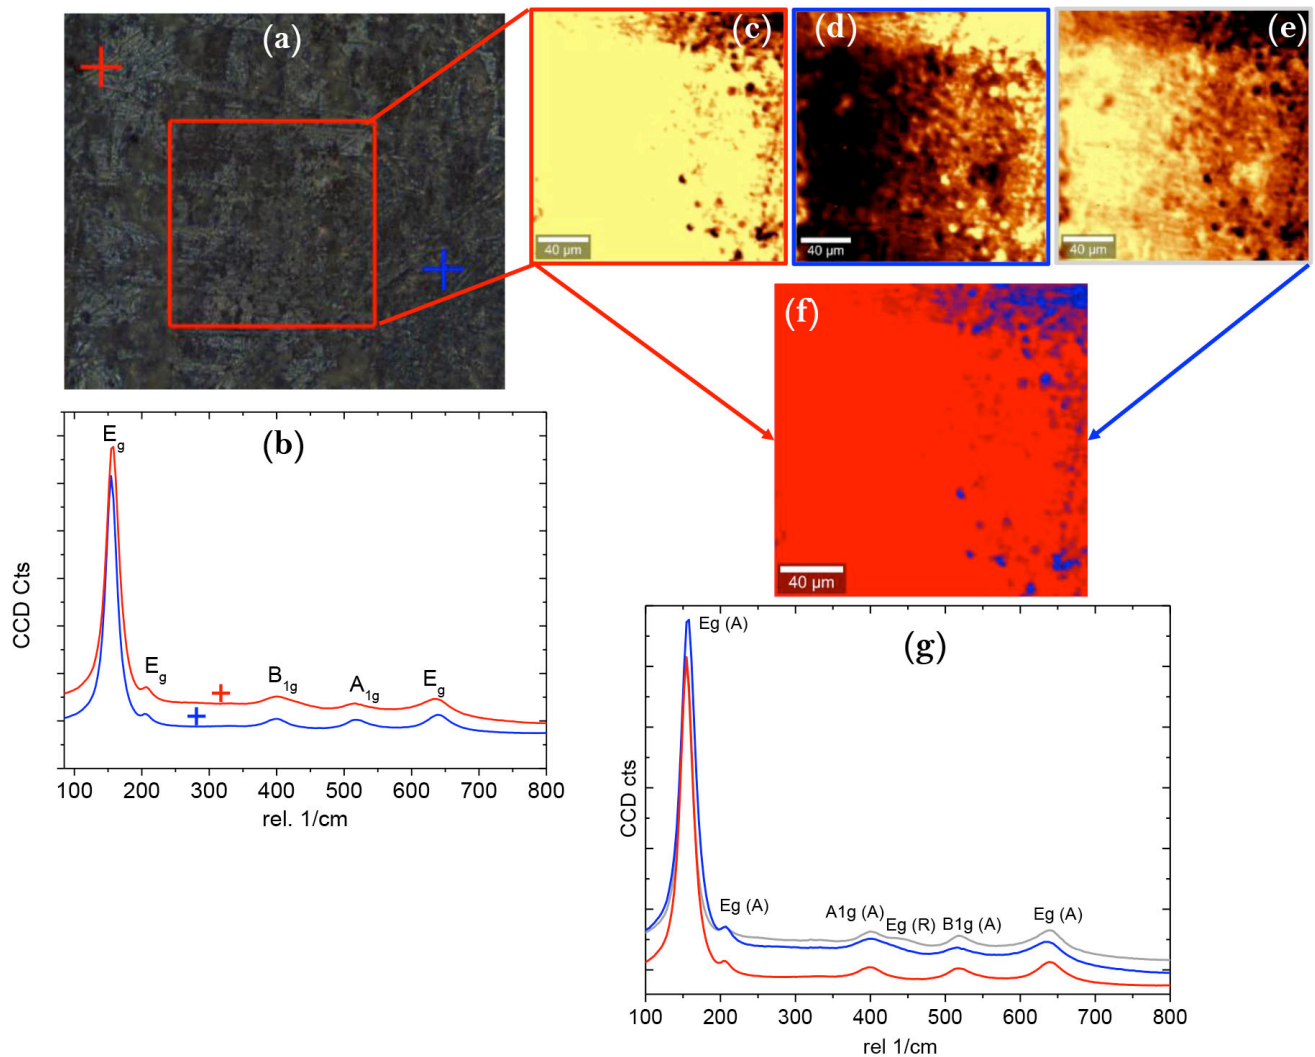 (a)
(c)
(d)
(e)
40 µm
40 µm
40 µm
(f)
40 µm
(b)
Eg
Eg
B1g
A1g
Eg
CCD Cts
100 200 300 400 500 600 700 800
rel. 1/cm
(g)
Eg (A)
Eg (A)
A1g (A)
Eg (R)
B1g (A)
Eg (A)
CCD cts
100 200 300 400 500 600 700 800
rel 1/cm